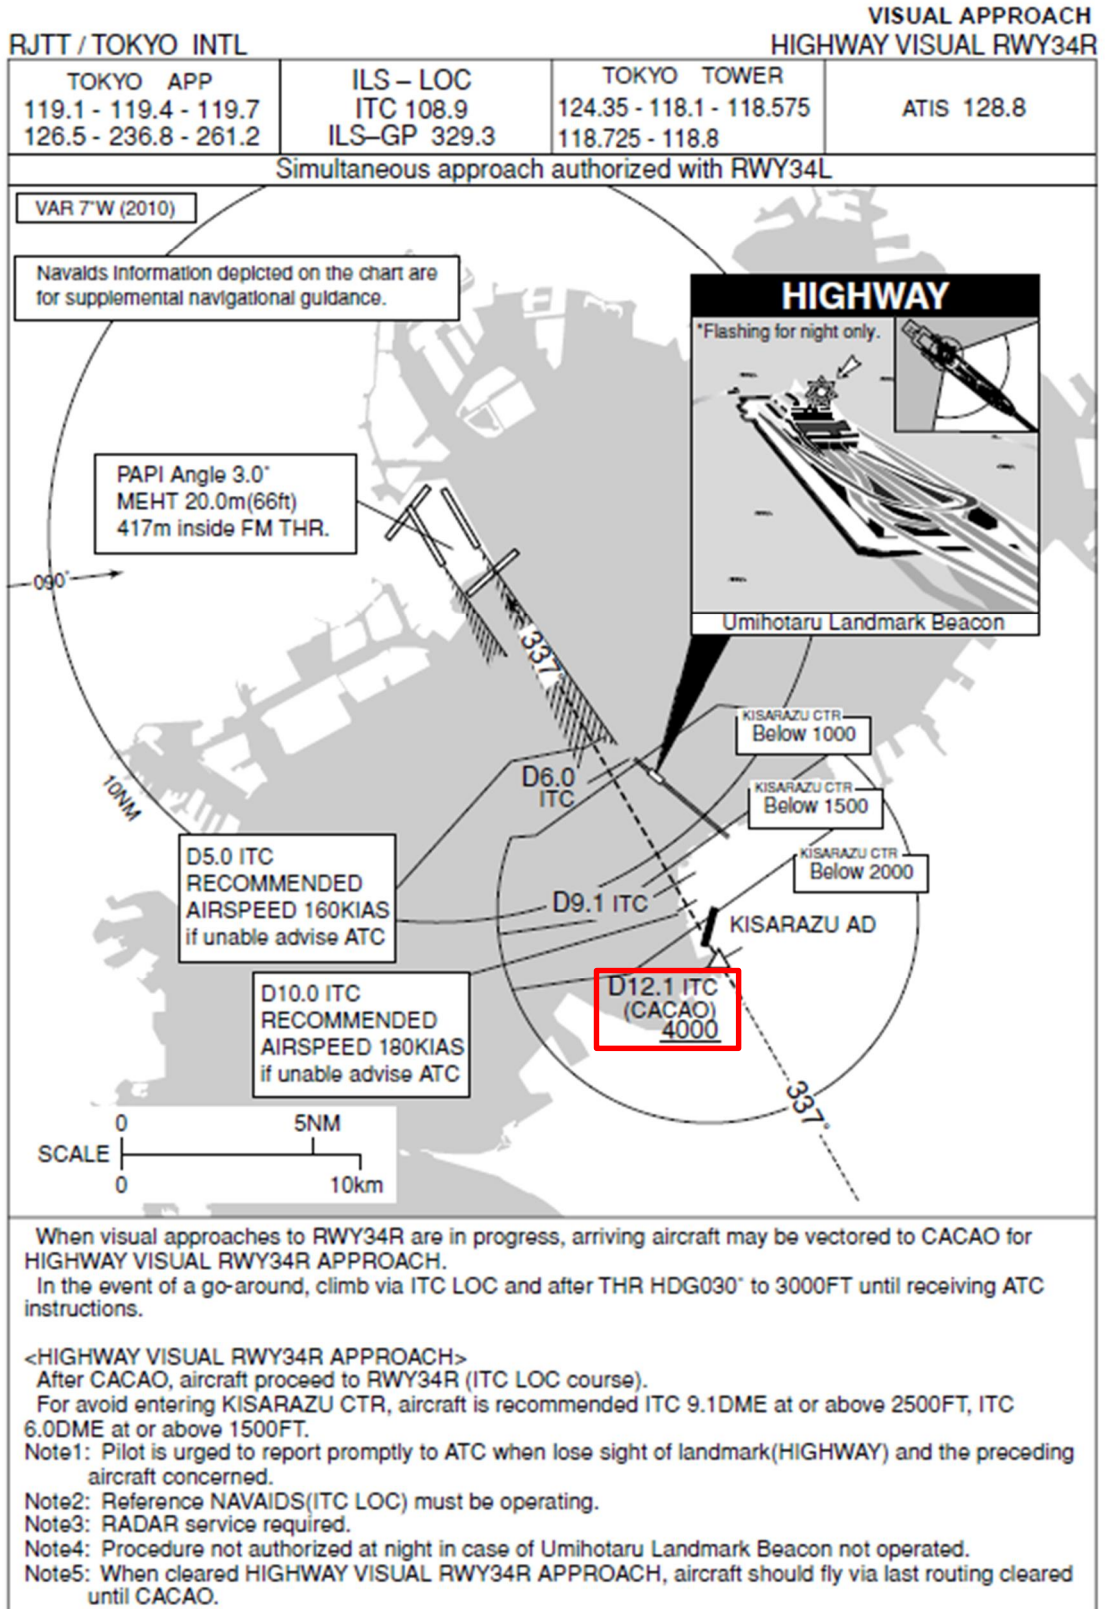 VISUAL APPROACH
RJTT / TOKYO INTL
HIGHWAY VISUAL RWY34R
TOKYO APP
119.1 - 119.4 - 119.7
126.5 - 236.8 - 261.2
ILS – LOC
ITC 108.9
ILS–GP 329.3
TOKYO TOWER
124.35 - 118.1 - 118.575
118.725 - 118.8
ATIS 128.8
Simultaneous approach authorized with RWY34L
VAR 7°W (2010)
Navaids Information depicted on the chart are
for supplemental navigational guidance.
HIGHWAY
*Flashing for night only.
Umihotaru Landmark Beacon
PAPI Angle 3.0°
MEHT 20.0m(66ft)
417m inside FM THR.
090°
337°
10NM
KISARAZU CTR
Below 1000
D6.0
ITC
KISARAZU CTR
Below 1500
KISARAZU CTR
Below 2000
D5.0 ITC
RECOMMENDED
AIRSPEED 160KIAS
if unable advise ATC
D9.1 ITC
KISARAZU AD
D10.0 ITC
RECOMMENDED
AIRSPEED 180KIAS
if unable advise ATC
D12.1 ITC
(CACAO)
4000
337°
0 5NM
SCALE
0 10km
When visual approaches to RWY34R are in progress, arriving aircraft may be vectored to CACAO for
HIGHWAY VISUAL RWY34R APPROACH.
In the event of a go-around, climb via ITC LOC and after THR HDG030° to 3000FT until receiving ATC
instructions.
<HIGHWAY VISUAL RWY34R APPROACH>
After CACAO, aircraft proceed to RWY34R (ITC LOC course).
For avoid entering KISARAZU CTR, aircraft is recommended ITC 9.1DME at or above 2500FT, ITC
6.0DME at or above 1500FT.
Note1: Pilot is urged to report promptly to ATC when lose sight of landmark(HIGHWAY) and the preceding
aircraft concerned.
Note2: Reference NAVAIDS(ITC LOC) must be operating.
Note3: RADAR service required.
Note4: Procedure not authorized at night in case of Umihotaru Landmark Beacon not operated.
Note5: When cleared HIGHWAY VISUAL RWY34R APPROACH, aircraft should fly via last routing cleared
until CACAO.